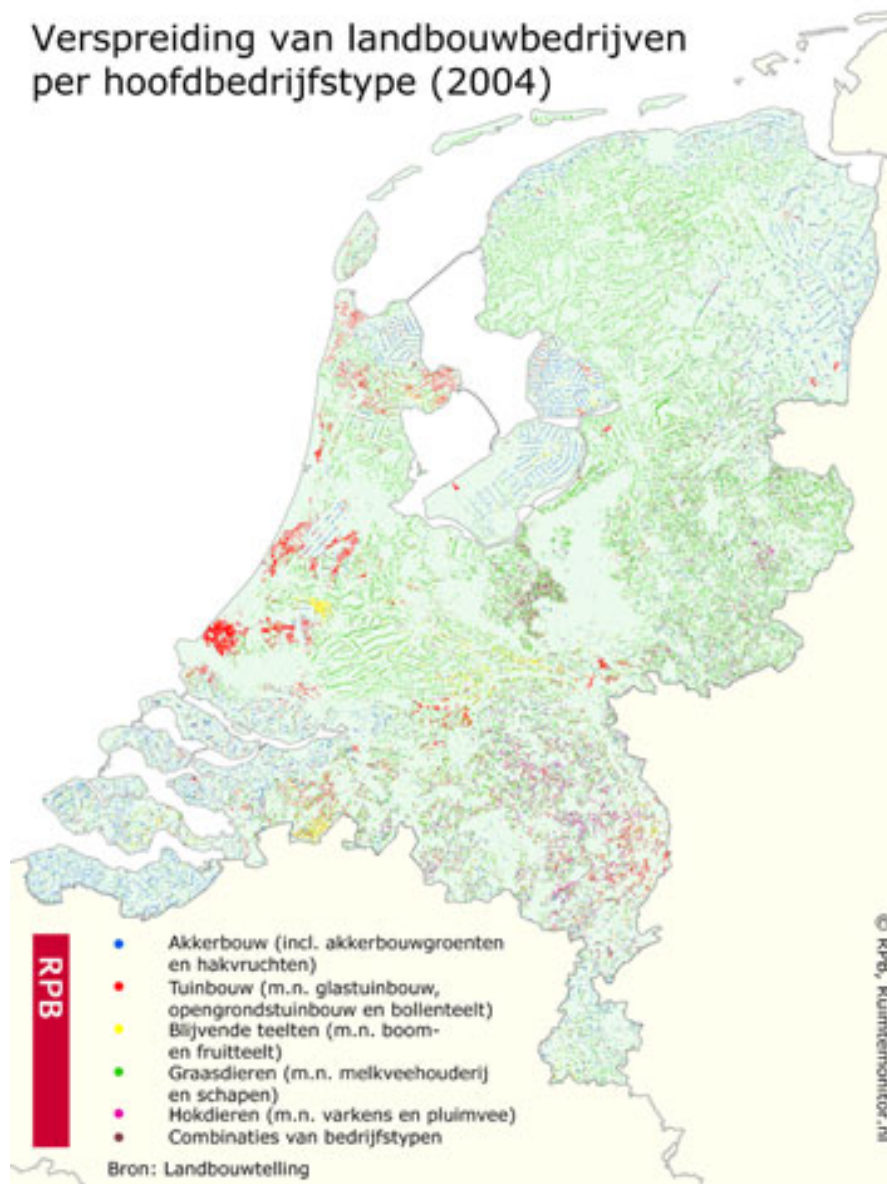 Verspreiding van landbouwbedrijven
per hoofdbedrijfstype (2004)
RPB
Akkerbouw (incl. akkerbouwgroenten
en hakvruchten)
Tuinbouw (m.n. glastuinbouw,
opengrondstuinbouw en bollenteelt)
Blijvende teelten (m.n. boom-
en fruitteelt)
Graasdieren (m.n. melkveehouderij
en schapen)
Hokdieren (m.n. varkens en pluimvee)
Combinaties van bedrijfstypen
Bron: Landbouwtelling
© RPB, Ruimtemonitor.nl